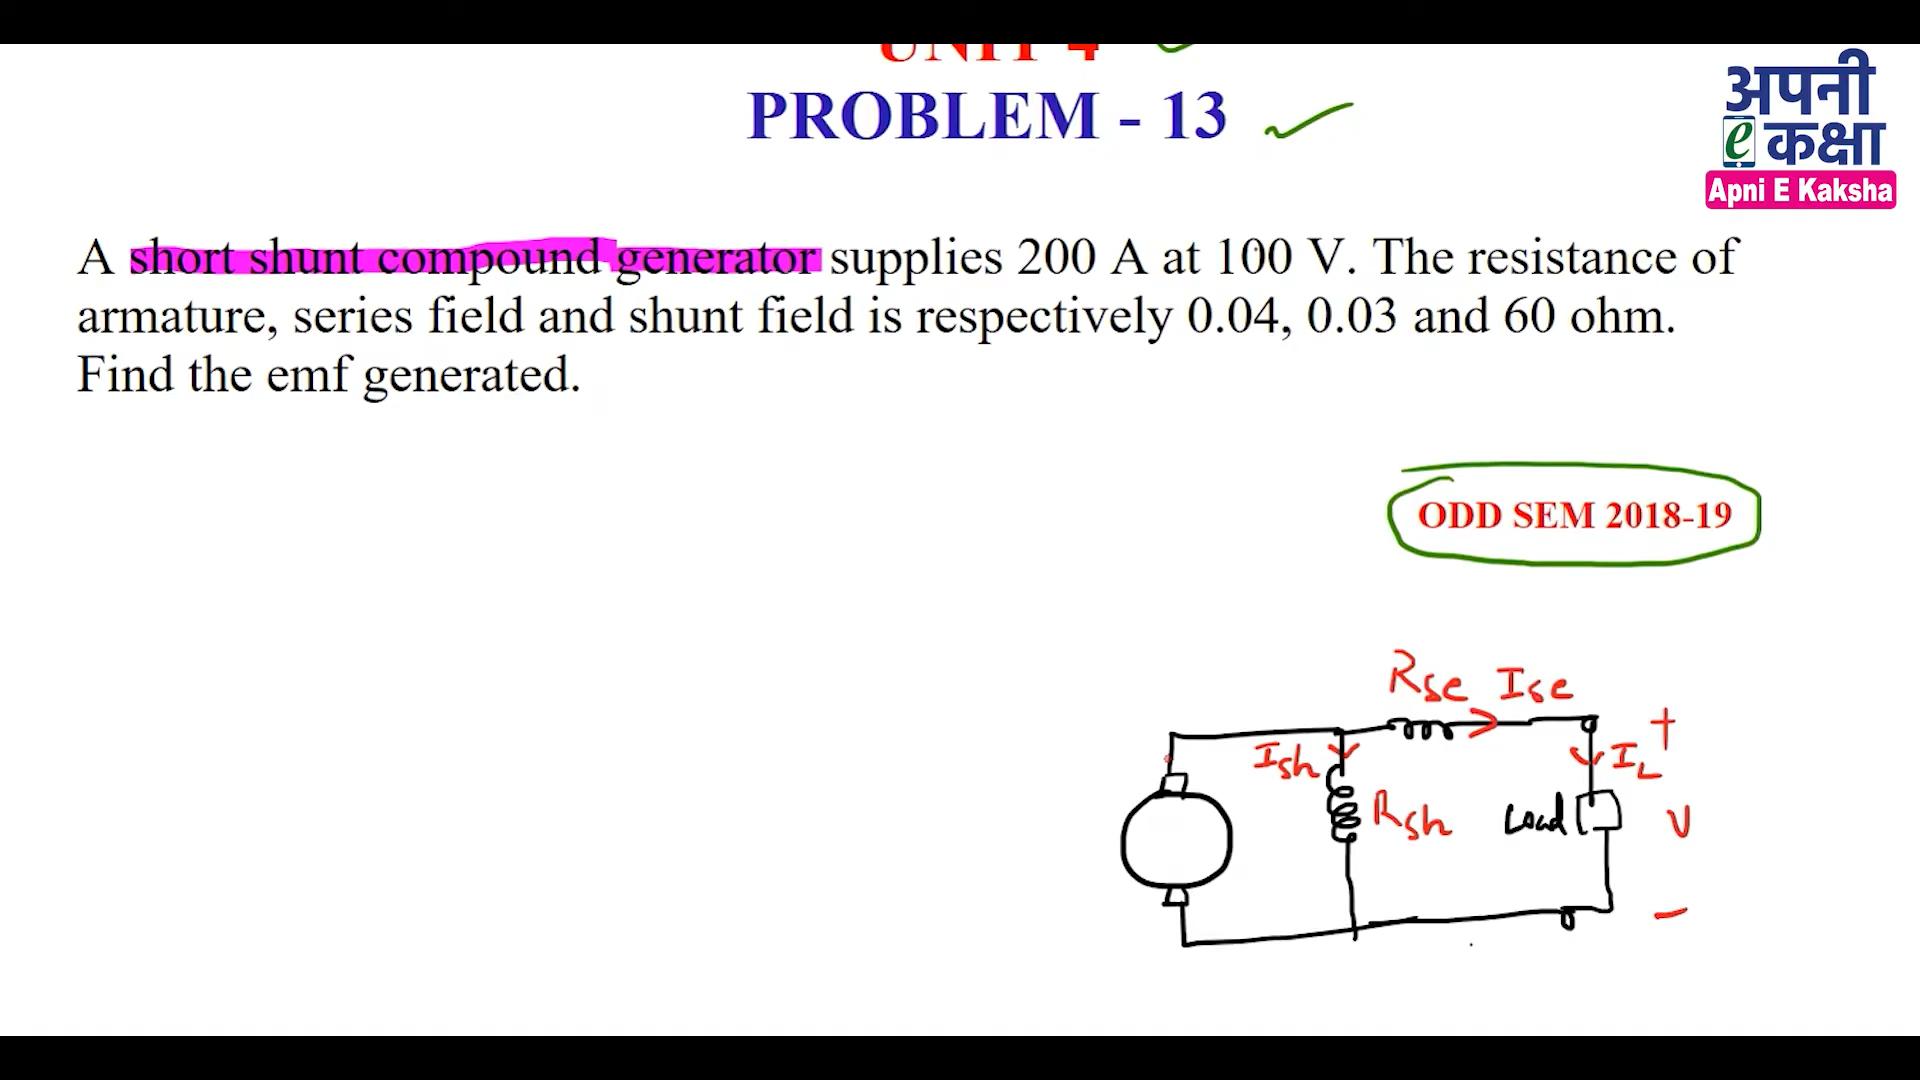 UNIT 4
PROBLEM - 13
अपनी
e कक्षा
Apni E Kaksha
A short shunt compound generator supplies 200 A at 100 V. The resistance of
armature, series field and shunt field is respectively 0.04, 0.03 and 60 ohm.
Find the emf generated.
ODD SEM 2018-19
Rse Ise
+
Ish
IL
Rsh
Load
V
-